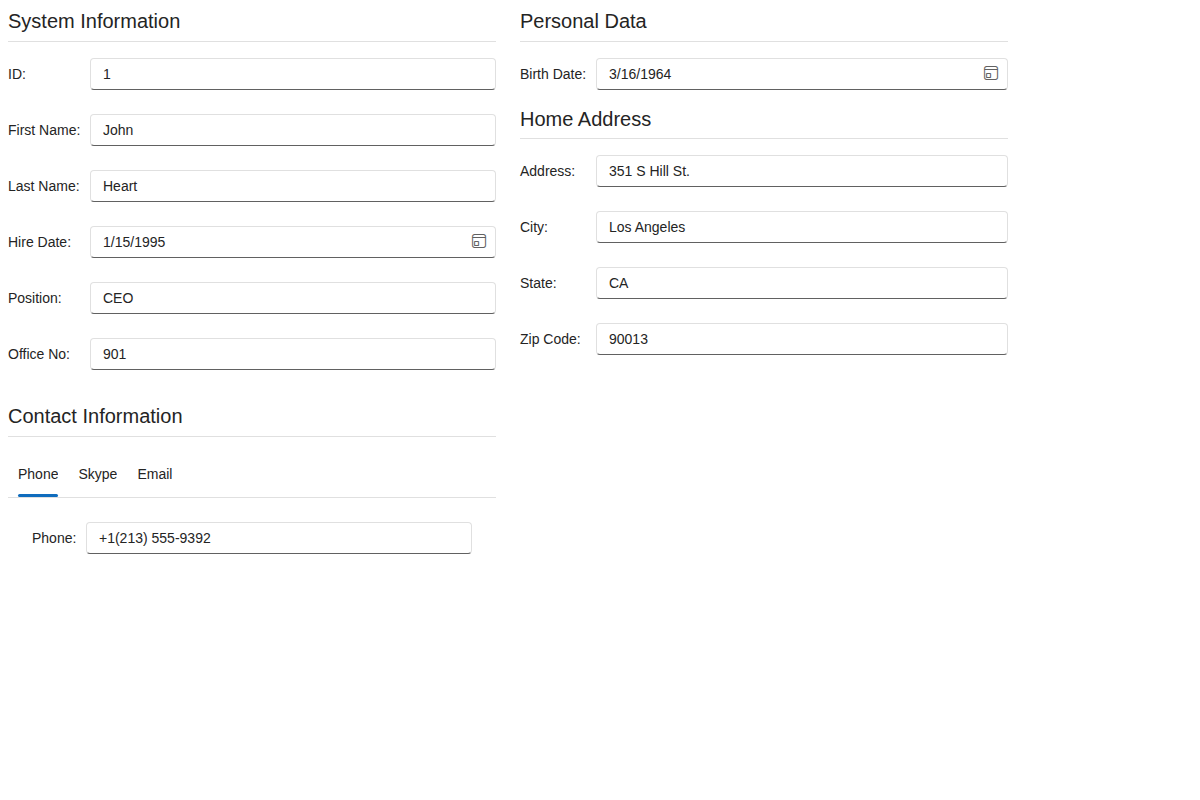 System Information
ID: 1
First Name: John
Last Name: Heart
Hire Date: 1/15/1995
Position: CEO
Office No: 901
Contact Information
Phone Skype Email
Phone: +1(213) 555-9392
Personal Data
Birth Date: 3/16/1964
Home Address
Address: 351 S Hill St.
City: Los Angeles
State: CA
Zip Code: 90013